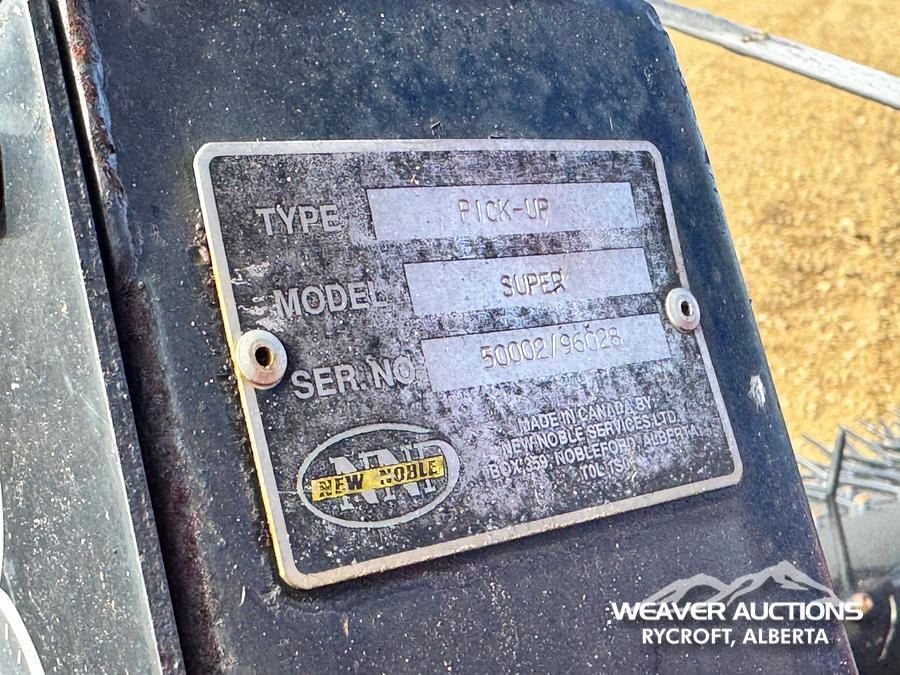 TYPE PICK-UP
MODEL SUPER
SER. NO 50002/96028
MADE IN CANADA BY:
NEW NOBLE SERVICES LTD.
BOX 359, NOBLEFORD, ALBERTA
T0L 1S0
NNP
NEW NOBLE
WEAVER AUCTIONS
RYCROFT, ALBERTA